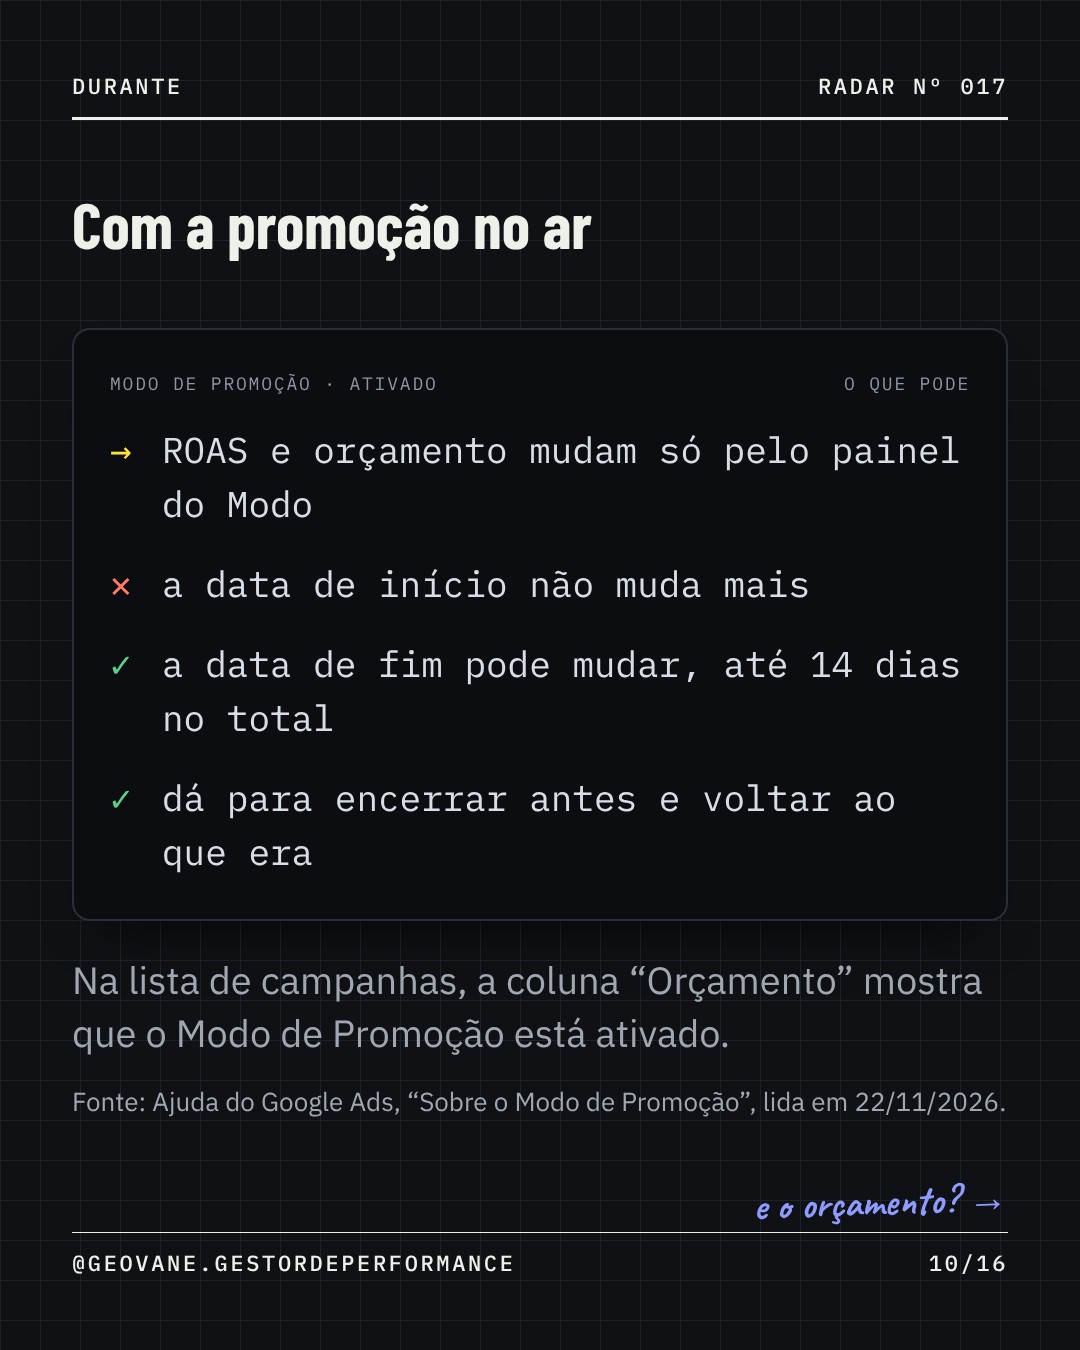 DURANTE
RADAR Nº 017
Com a promoção no ar
MODO DE PROMOÇÃO · ATIVADO
O QUE PODE
→ ROAS e orçamento mudam só pelo painel
do Modo
✕ a data de início não muda mais
✓ a data de fim pode mudar, até 14 dias
no total
✓ dá para encerrar antes e voltar ao
que era
Na lista de campanhas, a coluna “Orçamento” mostra
que o Modo de Promoção está ativado.
Fonte: Ajuda do Google Ads, “Sobre o Modo de Promoção”, lida em 22/11/2026.
e o orçamento? →
@GEOVANE.GESTORDEPERFORMANCE
10/16